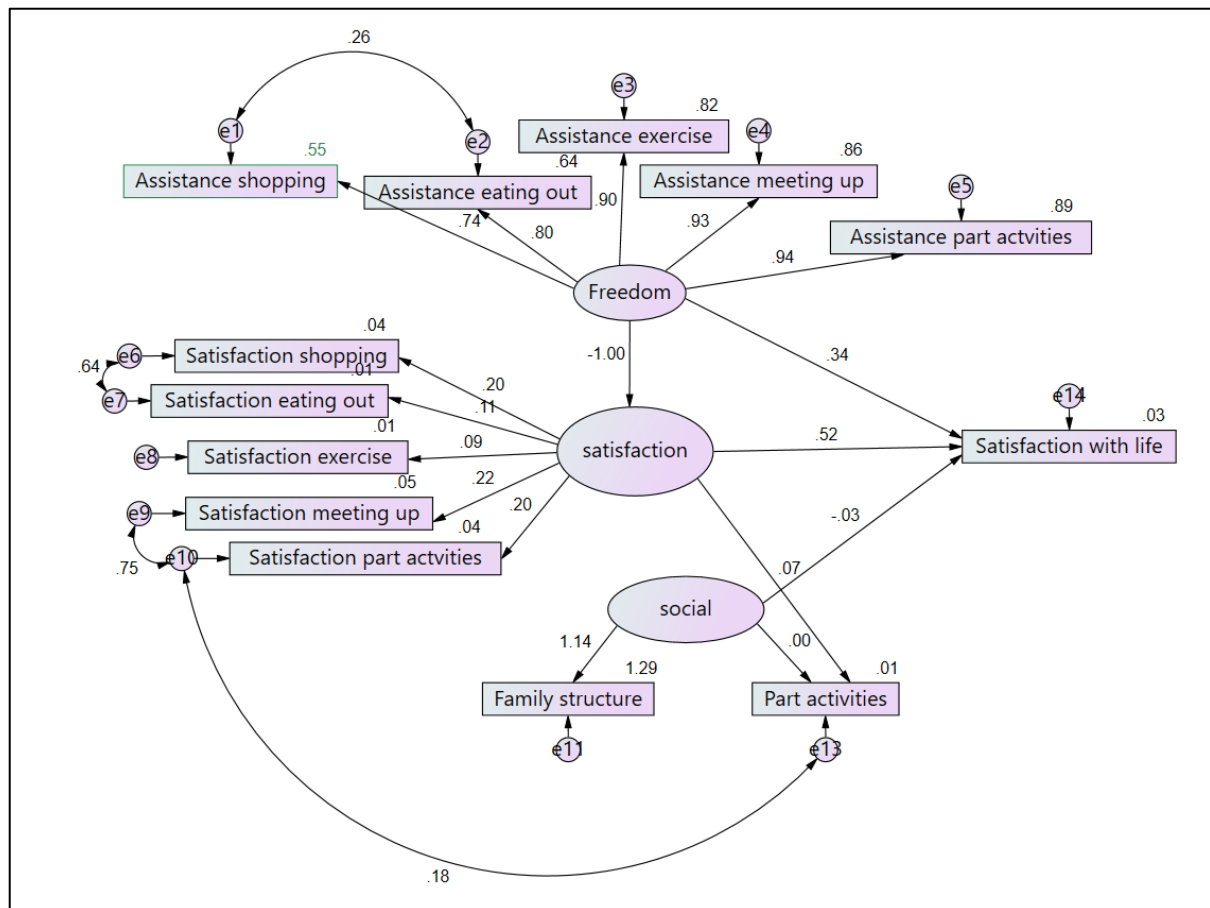 .26
e3
.82
e1
e2
Assistance exercise
e4
.55
.64
.86
Assistance shopping
Assistance eating out
Assistance meeting up
e5
.90
.89
.74
.80
.93
Assistance part actvities
.94
Freedom
.04
e6
Satisfaction shopping
-1.00
.34
.64
.01
e7
Satisfaction eating out
.20
.11
e14
.01
.03
e8
Satisfaction exercise
.09
satisfaction
.52
Satisfaction with life
.05
.22
e9
Satisfaction meeting up
.20
-.03
.04
.75
e10
Satisfaction part actvities
.07
social
1.14
.00
1.29
.01
Family structure
Part activities
e11
e13
.18